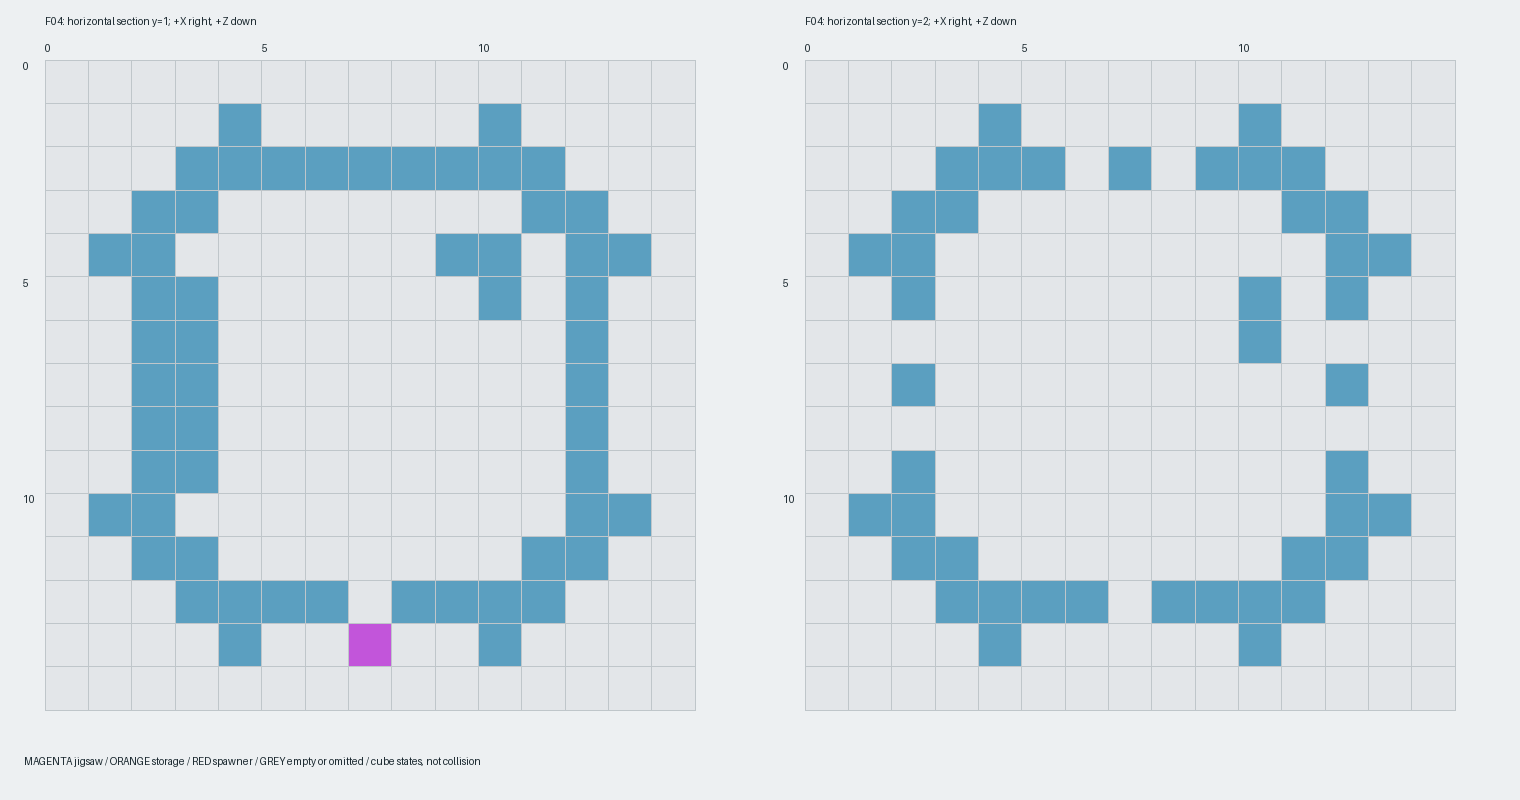 F04: horizontal section y=1; +X right, +Z down
F04: horizontal section y=2; +X right, +Z down
0 5 10
0 5 10
0
0
5
5
10
10
MAGENTA jigsaw / ORANGE storage / RED spawner / GREY empty or omitted / cube states, not collision